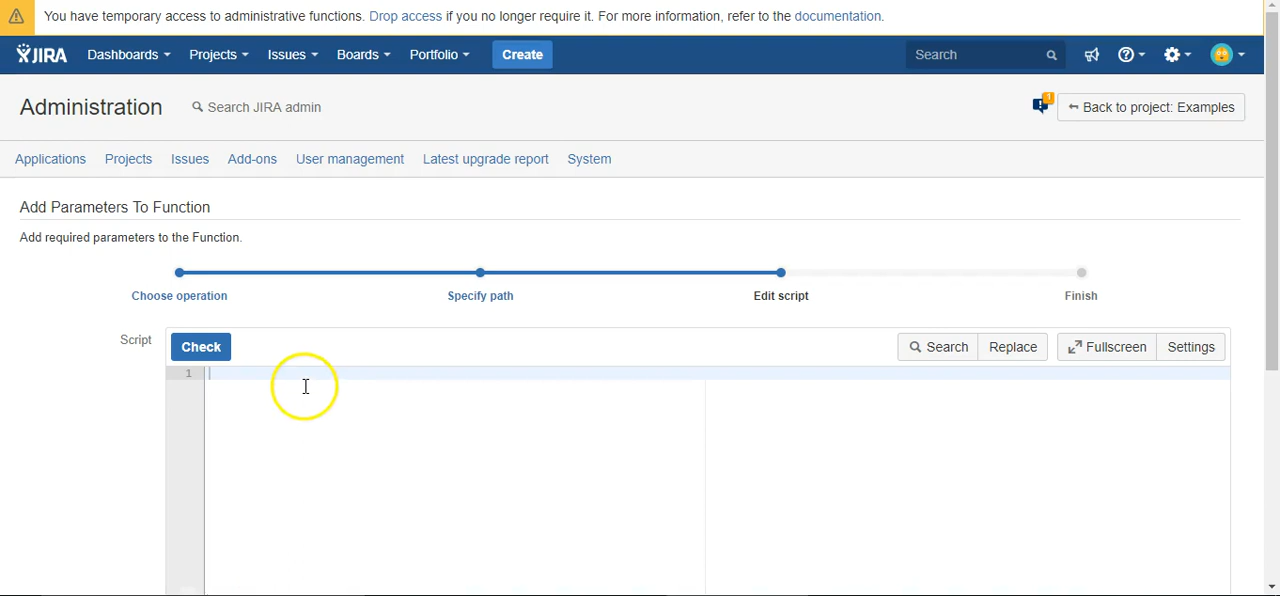 You have temporary access to administrative functions. Drop access if you no longer require it. For more information, refer to the documentation.
JIRA Dashboards Projects Issues Boards Portfolio Create Search
Administration Search JIRA admin 1 Back to project: Examples
Applications Projects Issues Add-ons User management Latest upgrade report System
Add Parameters To Function
Add required parameters to the Function.
Choose operation Specify path Edit script Finish
Script Check Search Replace Fullscreen Settings
1